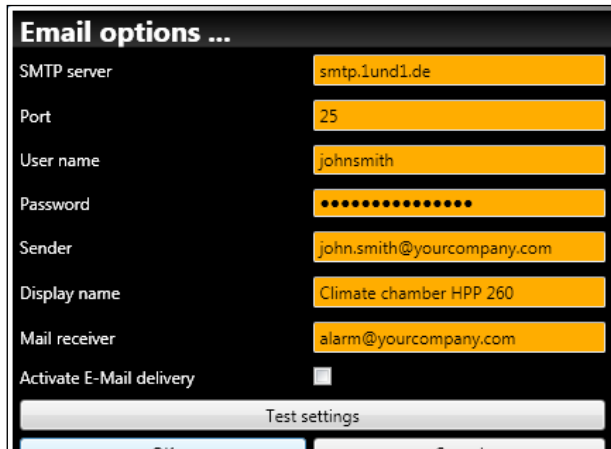 Email options ...
SMTP server smtp.1und1.de
Port 25
User name johnsmith
Password ●●●●●●●●●●●●●●●
Sender john.smith@yourcompany.com
Display name Climate chamber HPP 260
Mail receiver alarm@yourcompany.com
Activate E-Mail delivery
Test settings